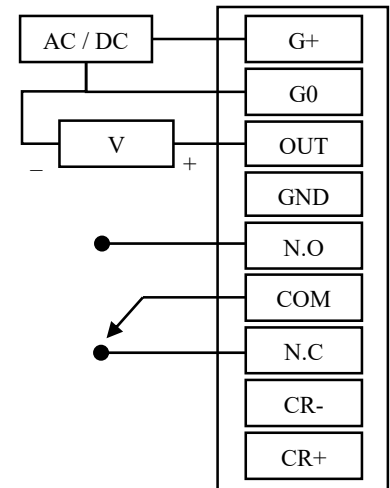 AC / DC
G+
G0
V
OUT
– +
GND
N.O
COM
N.C
CR-
CR+